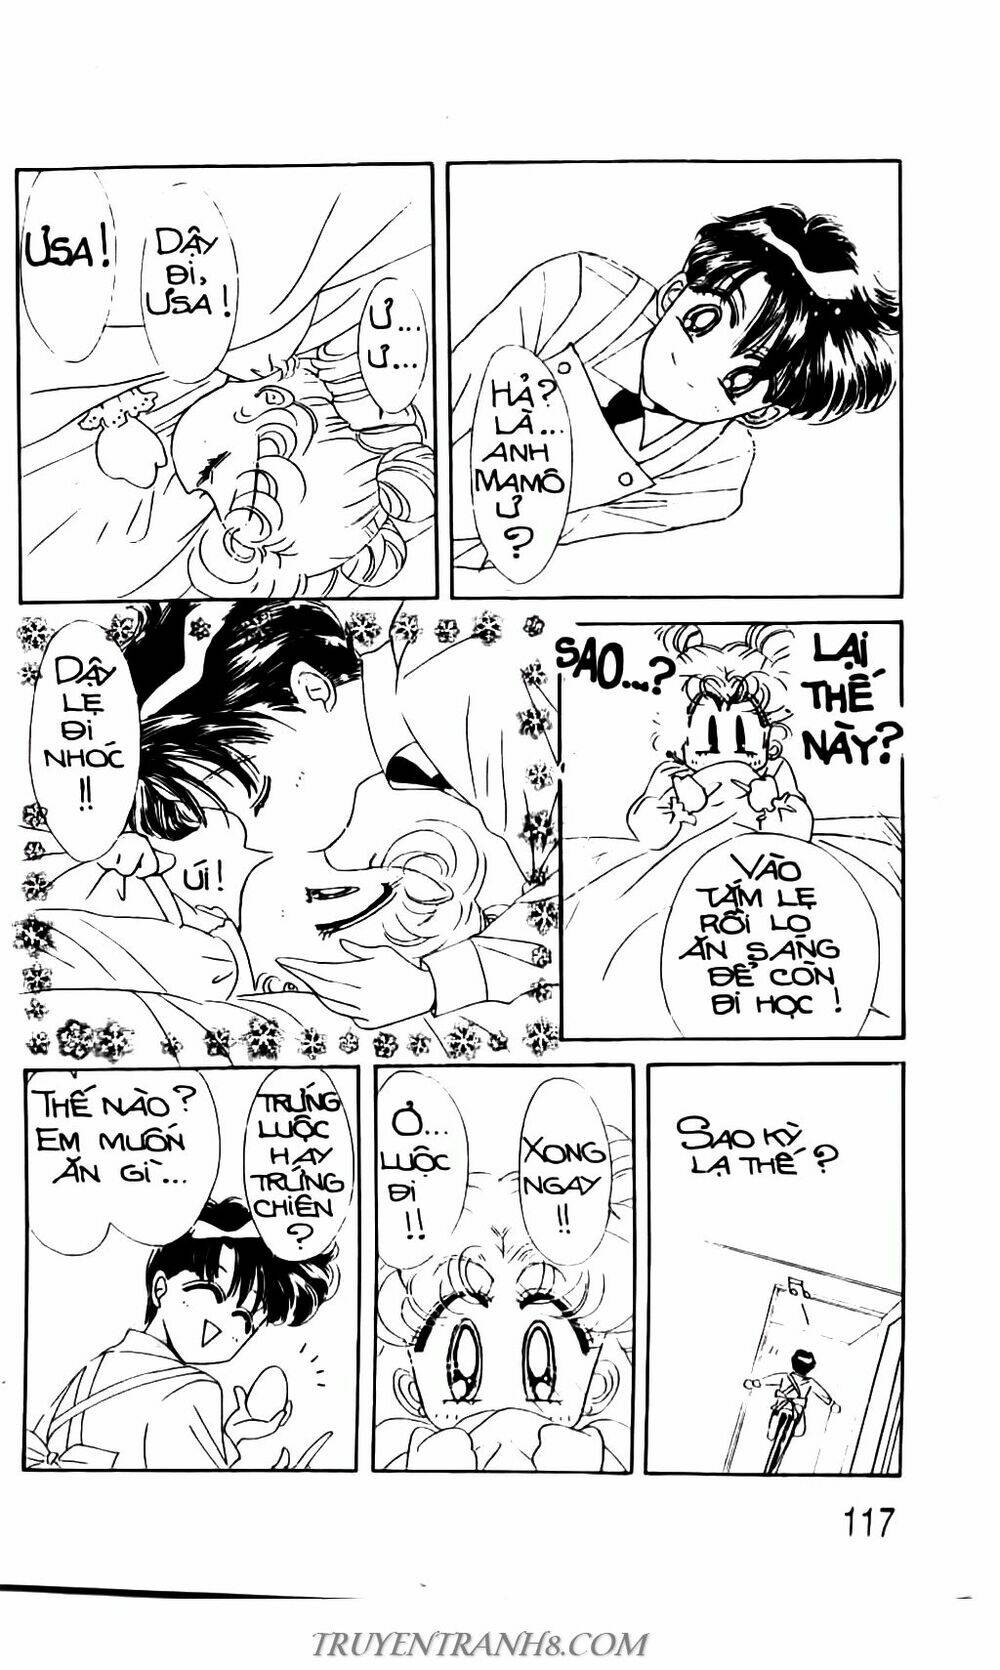 ƯSA!
DẬY
ĐI,
ƯSA!
Ư...
Ư...
HẢ?
LÀ...
ANH
MAMÔ
Ư
?
DẬY
LẸ
ĐI
NHÓC
!!
ÚI!
SAO...?
LẠI
THẾ
NÀY?
VÀO
TẮM LẸ
RỒI LO
ĂN SÁNG
ĐỂ CÒN
ĐI HỌC!
THẾ NÀO?
EM MUỐN
ĂN GÌ...
TRỨNG
LUỘC
HAY
TRỨNG
CHIÊN
?
Ơ...
LUỘC
ĐI
!!
XONG
NGAY
!!
SAO KỲ
LẠ THẾ?
117
TRUYENTRANH8.COM